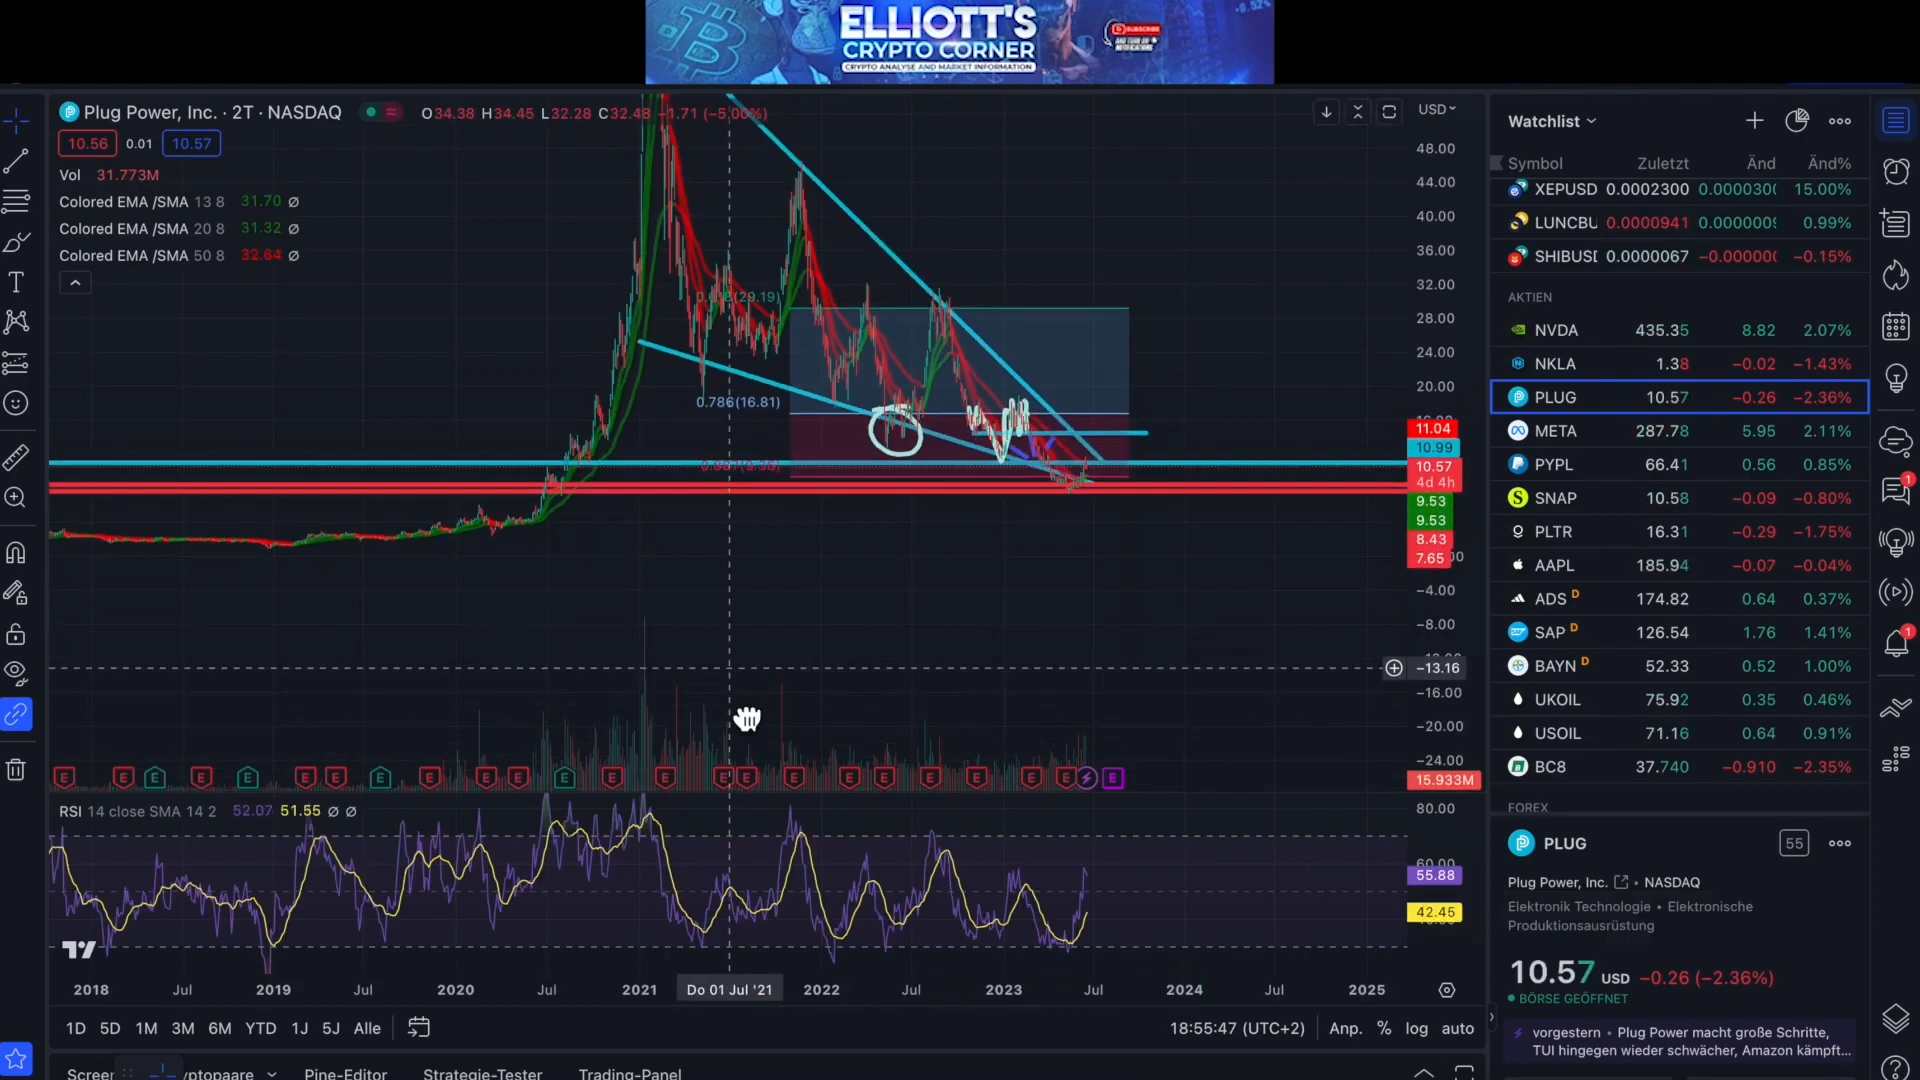 ELLIOTT'S
CRYPTO CORNER
CRYPTO ANALYSE AND MARKET INFORMATION
SUBSCRIBE
AND TURN ON
NOTIFICATIONS
Plug Power, Inc. · 2T · NASDAQ
O34.38 H34.45 L32.28 C32.48 −1.71 (−5.00%)
USD
10.56 0.01 10.57
Vol 31.773M
Colored EMA /SMA 13 8 31.70 Ø
Colored EMA /SMA 20 8 31.32 Ø
Colored EMA /SMA 50 8 32.64 Ø
0.786(16.81)
48.00
44.00
40.00
36.00
32.00
28.00
24.00
20.00
11.04
10.99
10.57
4d 4h
9.53
9.53
8.43
7.65
−4.00
−8.00
−13.16
−16.00
−20.00
−24.00
15.933M
RSI 14 close SMA 14 2 52.07 51.55 Ø Ø
80.00
60.00
55.88
42.45
2018 Jul 2019 Jul 2020 Jul 2021 Do 01 Jul '21 2022 Jul 2023 Jul 2024 Jul 2025
1D 5D 1M 3M 6M YTD 1J 5J Alle
18:55:47 (UTC+2) Anp. % log auto
Pine-Editor Strategie-Tester Trading-Panel
Watchlist
Symbol Zuletzt Änd Änd%
XEPUSD 0.0002300 15.00%
LUNCBU 0.0000941 0.99%
0.0000067 −0.15%
AKTIEN
NVDA 435.35 8.82 2.07%
NKLA 1.38 −0.02 −1.43%
PLUG 10.57 −0.26 −2.36%
META 287.78 5.95 2.11%
PYPL 66.41 0.56 0.85%
SNAP 10.58 −0.09 −0.80%
PLTR 16.31 −0.29 −1.75%
AAPL 185.94 −0.07 −0.04%
ADS D 174.82 0.64 0.37%
SAP D 126.54 1.76 1.41%
BAYN D 52.33 0.52 1.00%
UKOIL 75.92 0.35 0.46%
USOIL 71.16 0.64 0.91%
BC8 37.740 −0.910 −2.35%
FOREX
PLUG 55
Plug Power, Inc. • NASDAQ
Elektronik Technologie • Elektronische
Produktionsausrüstung
10.57 USD −0.26 (−2.36%)
BÖRSE GEÖFFNET
vorgestern • Plug Power macht große Schritte,
TUI hingegen wieder schwächer, Amazon kämpft...